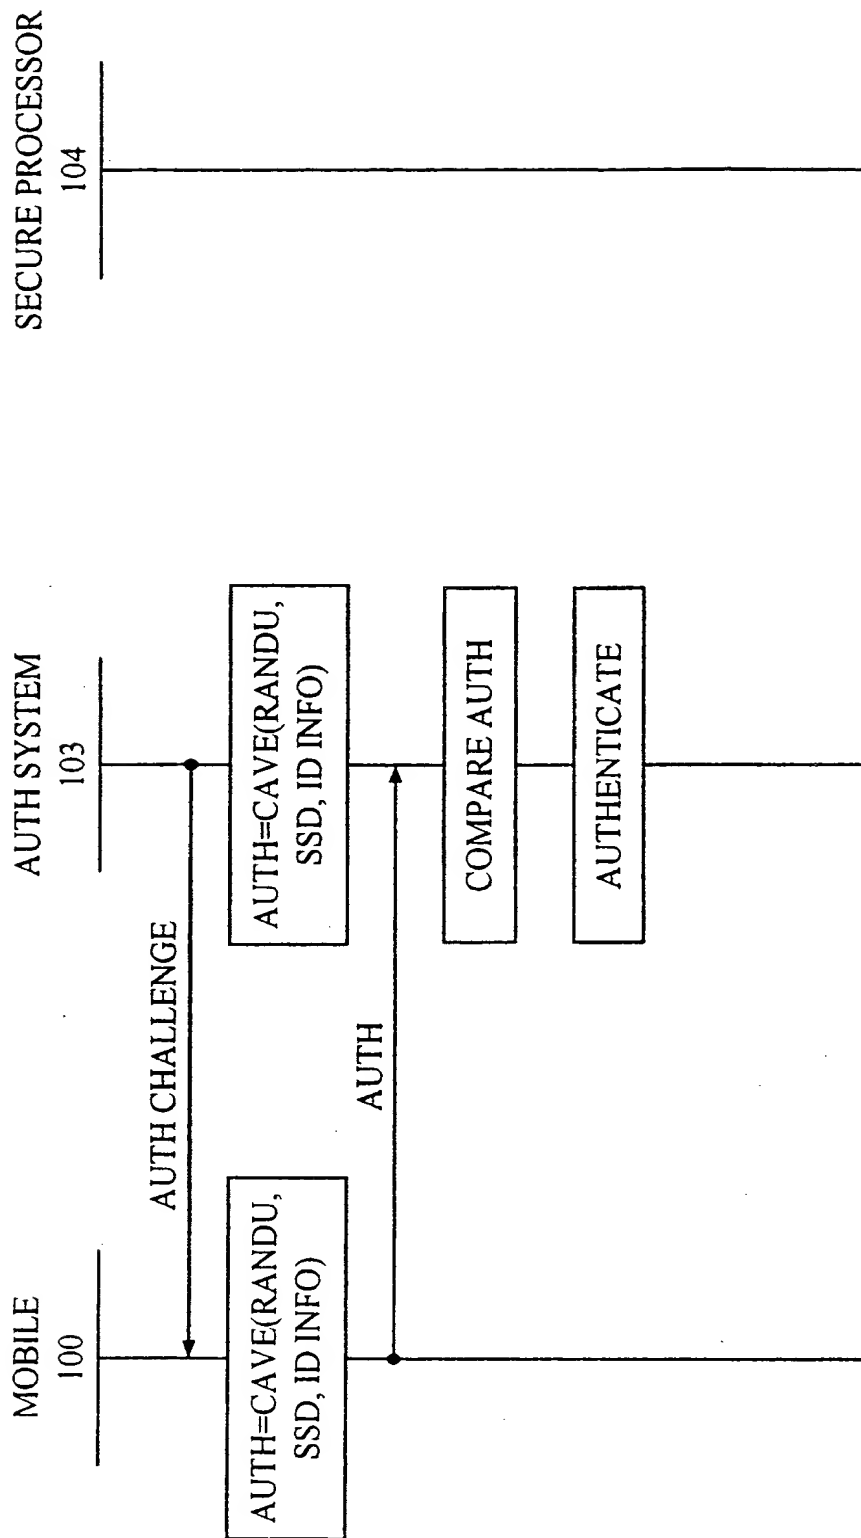 MOBILE
100
AUTH SYSTEM
103
SECURE PROCESSOR
104
AUTH CHALLENGE
AUTH=CAVE(RANDU,
SSD, ID INFO)
AUTH=CAVE(RANDU,
SSD, ID INFO)
AUTH
COMPARE AUTH
AUTHENTICATE